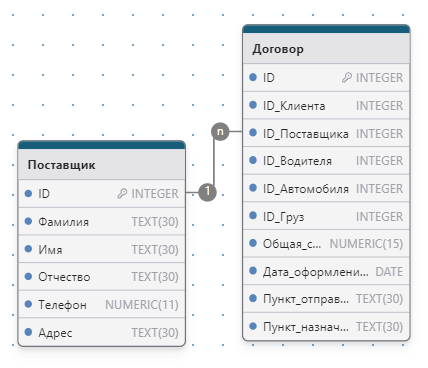 Договор
ID INTEGER
ID_Клиента INTEGER
ID_Поставщика INTEGER
ID_Водителя INTEGER
ID_Автомобиля INTEGER
ID_Груз INTEGER
Общая_с... NUMERIC(15)
Дата_оформлени... DATE
Пункт_отправ... TEXT(30)
Пункт_назнач... TEXT(30)
n
1
Поставщик
ID INTEGER
Фамилия TEXT(30)
Имя TEXT(30)
Отчество TEXT(30)
Телефон NUMERIC(11)
Адрес TEXT(30)